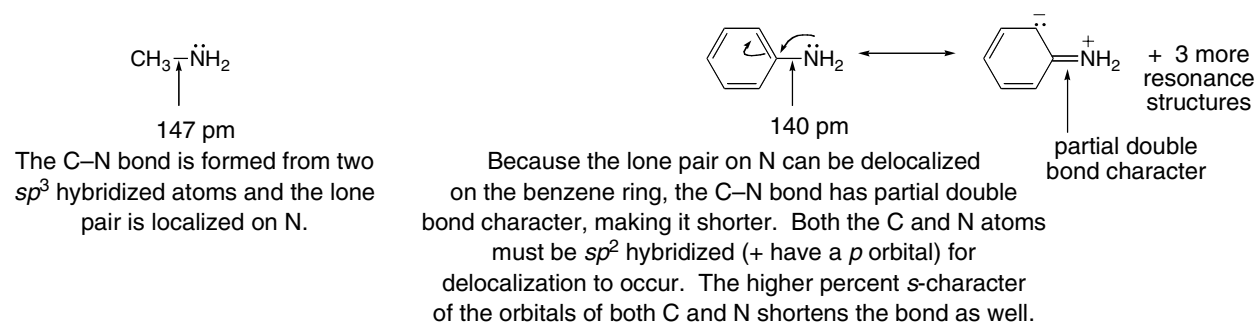 CH₃–N̈H₂
147 pm
The C–N bond is formed from two
sp³ hybridized atoms and the lone
pair is localized on N.
N̈H₂
140 pm
Because the lone pair on N can be delocalized
on the benzene ring, the C–N bond has partial double
bond character, making it shorter. Both the C and N atoms
must be sp² hybridized (+ have a p orbital) for
delocalization to occur. The higher percent s-character
of the orbitals of both C and N shortens the bond as well.
–
+
=NH₂
+ 3 more
resonance
structures
partial double
bond character